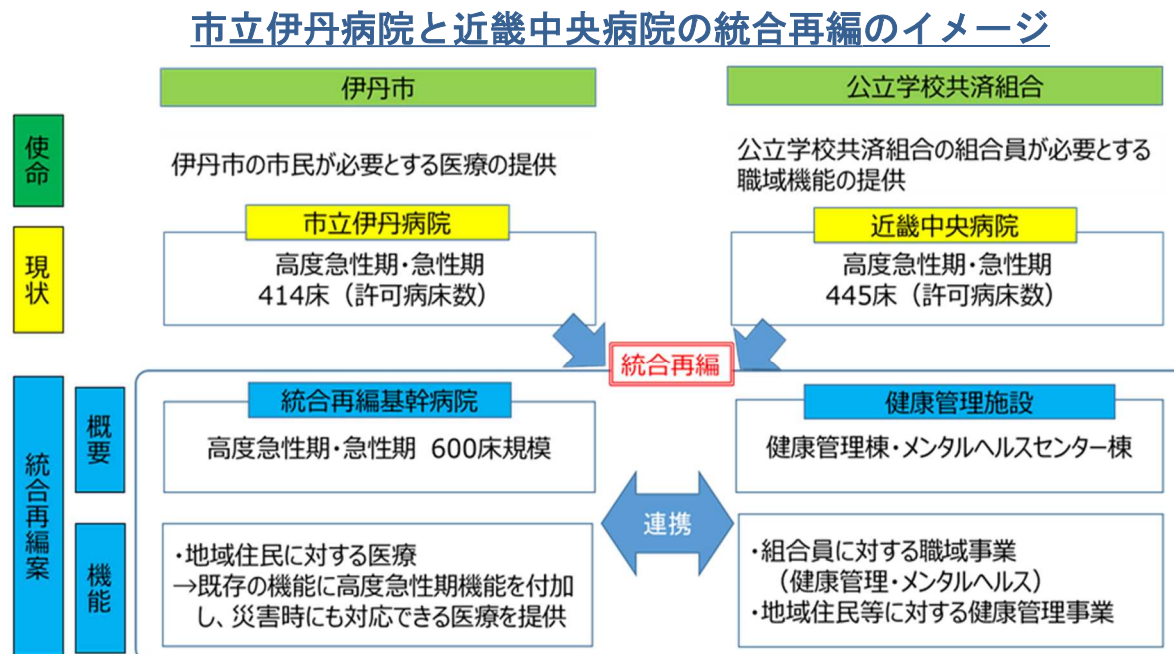 市立伊丹病院と近畿中央病院の統合再編のイメージ
伊丹市
公立学校共済組合
使命
伊丹市の市民が必要とする医療の提供
公立学校共済組合の組合員が必要とする
職域機能の提供
現状
市立伊丹病院
高度急性期・急性期
414床（許可病床数）
近畿中央病院
高度急性期・急性期
445床（許可病床数）
統合再編
統合再編案
概要
統合再編基幹病院
高度急性期・急性期 600床規模
健康管理施設
健康管理棟・メンタルヘルスセンター棟
連携
機能
・地域住民に対する医療
→既存の機能に高度急性期機能を付加
し、災害時にも対応できる医療を提供
・組合員に対する職域事業
（健康管理・メンタルヘルス）
・地域住民等に対する健康管理事業